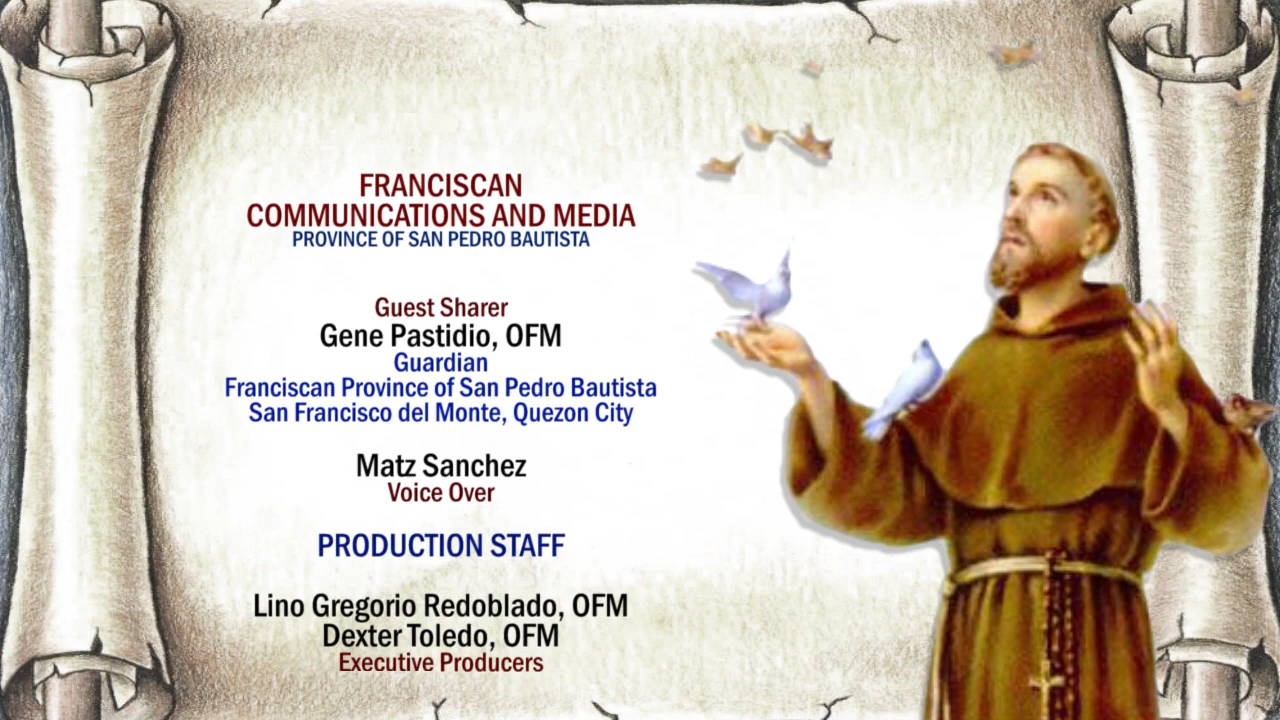 FRANCISCAN
COMMUNICATIONS AND MEDIA
PROVINCE OF SAN PEDRO BAUTISTA
Guest Sharer
Gene Pastidio, OFM
Guardian
Franciscan Province of San Pedro Bautista
San Francisco del Monte, Quezon City
Matz Sanchez
Voice Over
PRODUCTION STAFF
Lino Gregorio Redoblado, OFM
Dexter Toledo, OFM
Executive Producers